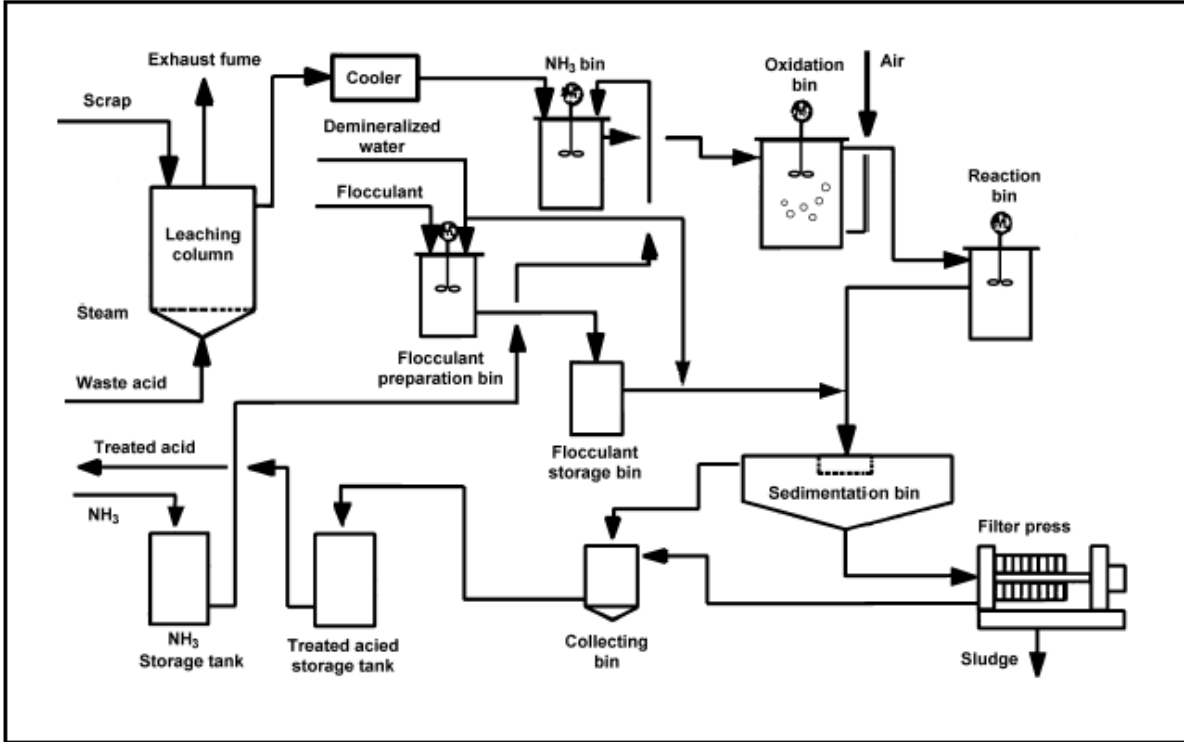 Exhaust fume
Cooler
NH₃ bin
Oxidation
bin
Air
Scrap
Demineralized
water
Flocculant
Reaction
bin
Leaching
column
Steam
Waste acid
Flocculant
preparation bin
Flocculant
storage bin
Treated acid
NH₃
Sedimentation bin
Filter press
NH₃
Storage tank
Treated acied
storage tank
Collecting
bin
Sludge